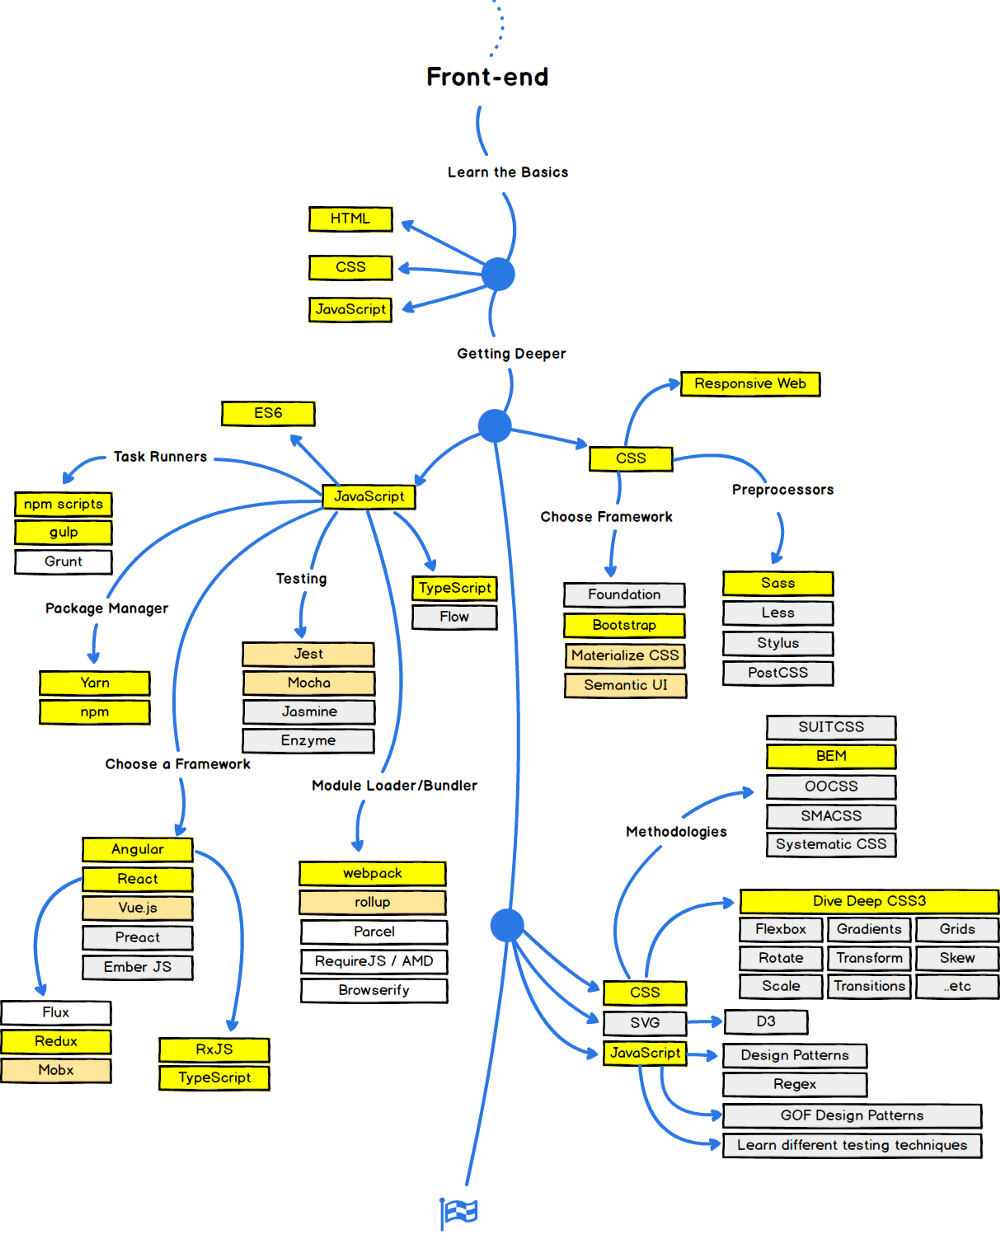 Front-end
Learn the Basics
HTML
CSS
JavaScript
Getting Deeper
Responsive Web
ES6
Task Runners
CSS
npm scripts
gulp
Grunt
JavaScript
Preprocessors
Choose Framework
Testing
TypeScript
Flow
Package Manager
Foundation
Bootstrap
Materialize CSS
Semantic UI
Sass
Less
Stylus
PostCSS
Yarn
npm
Jest
Mocha
Jasmine
Enzyme
Choose a Framework
Module Loader/Bundler
SUITCSS
BEM
OOCSS
SMACSS
Systematic CSS
Methodologies
Angular
React
Vue.js
Preact
Ember JS
webpack
rollup
Parcel
RequireJS / AMD
Browserify
Dive Deep CSS3
Flexbox Gradients Grids
Rotate Transform Skew
Scale Transitions ..etc
Flux
Redux
Mobx
RxJS
TypeScript
CSS
SVG
JavaScript
D3
Design Patterns
Regex
GOF Design Patterns
Learn different testing techniques